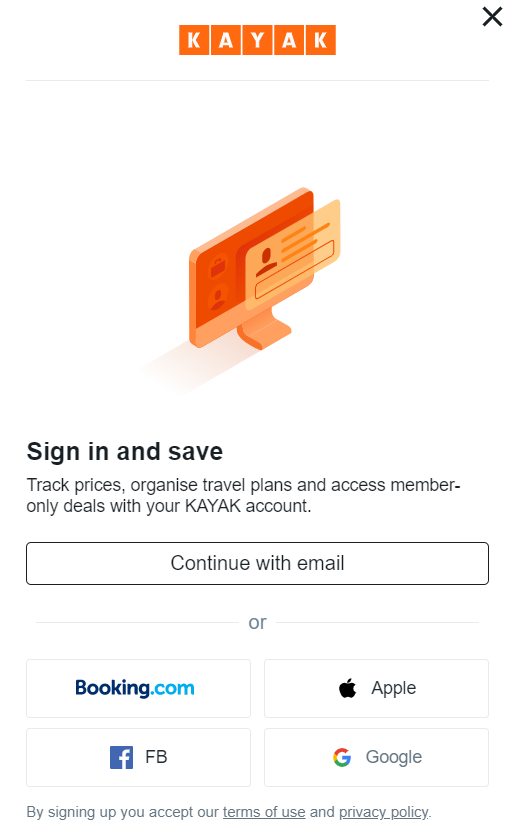 KAYAK
Sign in and save
Track prices, organise travel plans and access member-
only deals with your KAYAK account.
Continue with email
or
Booking.com
Apple
FB
Google
By signing up you accept our terms of use and privacy policy.